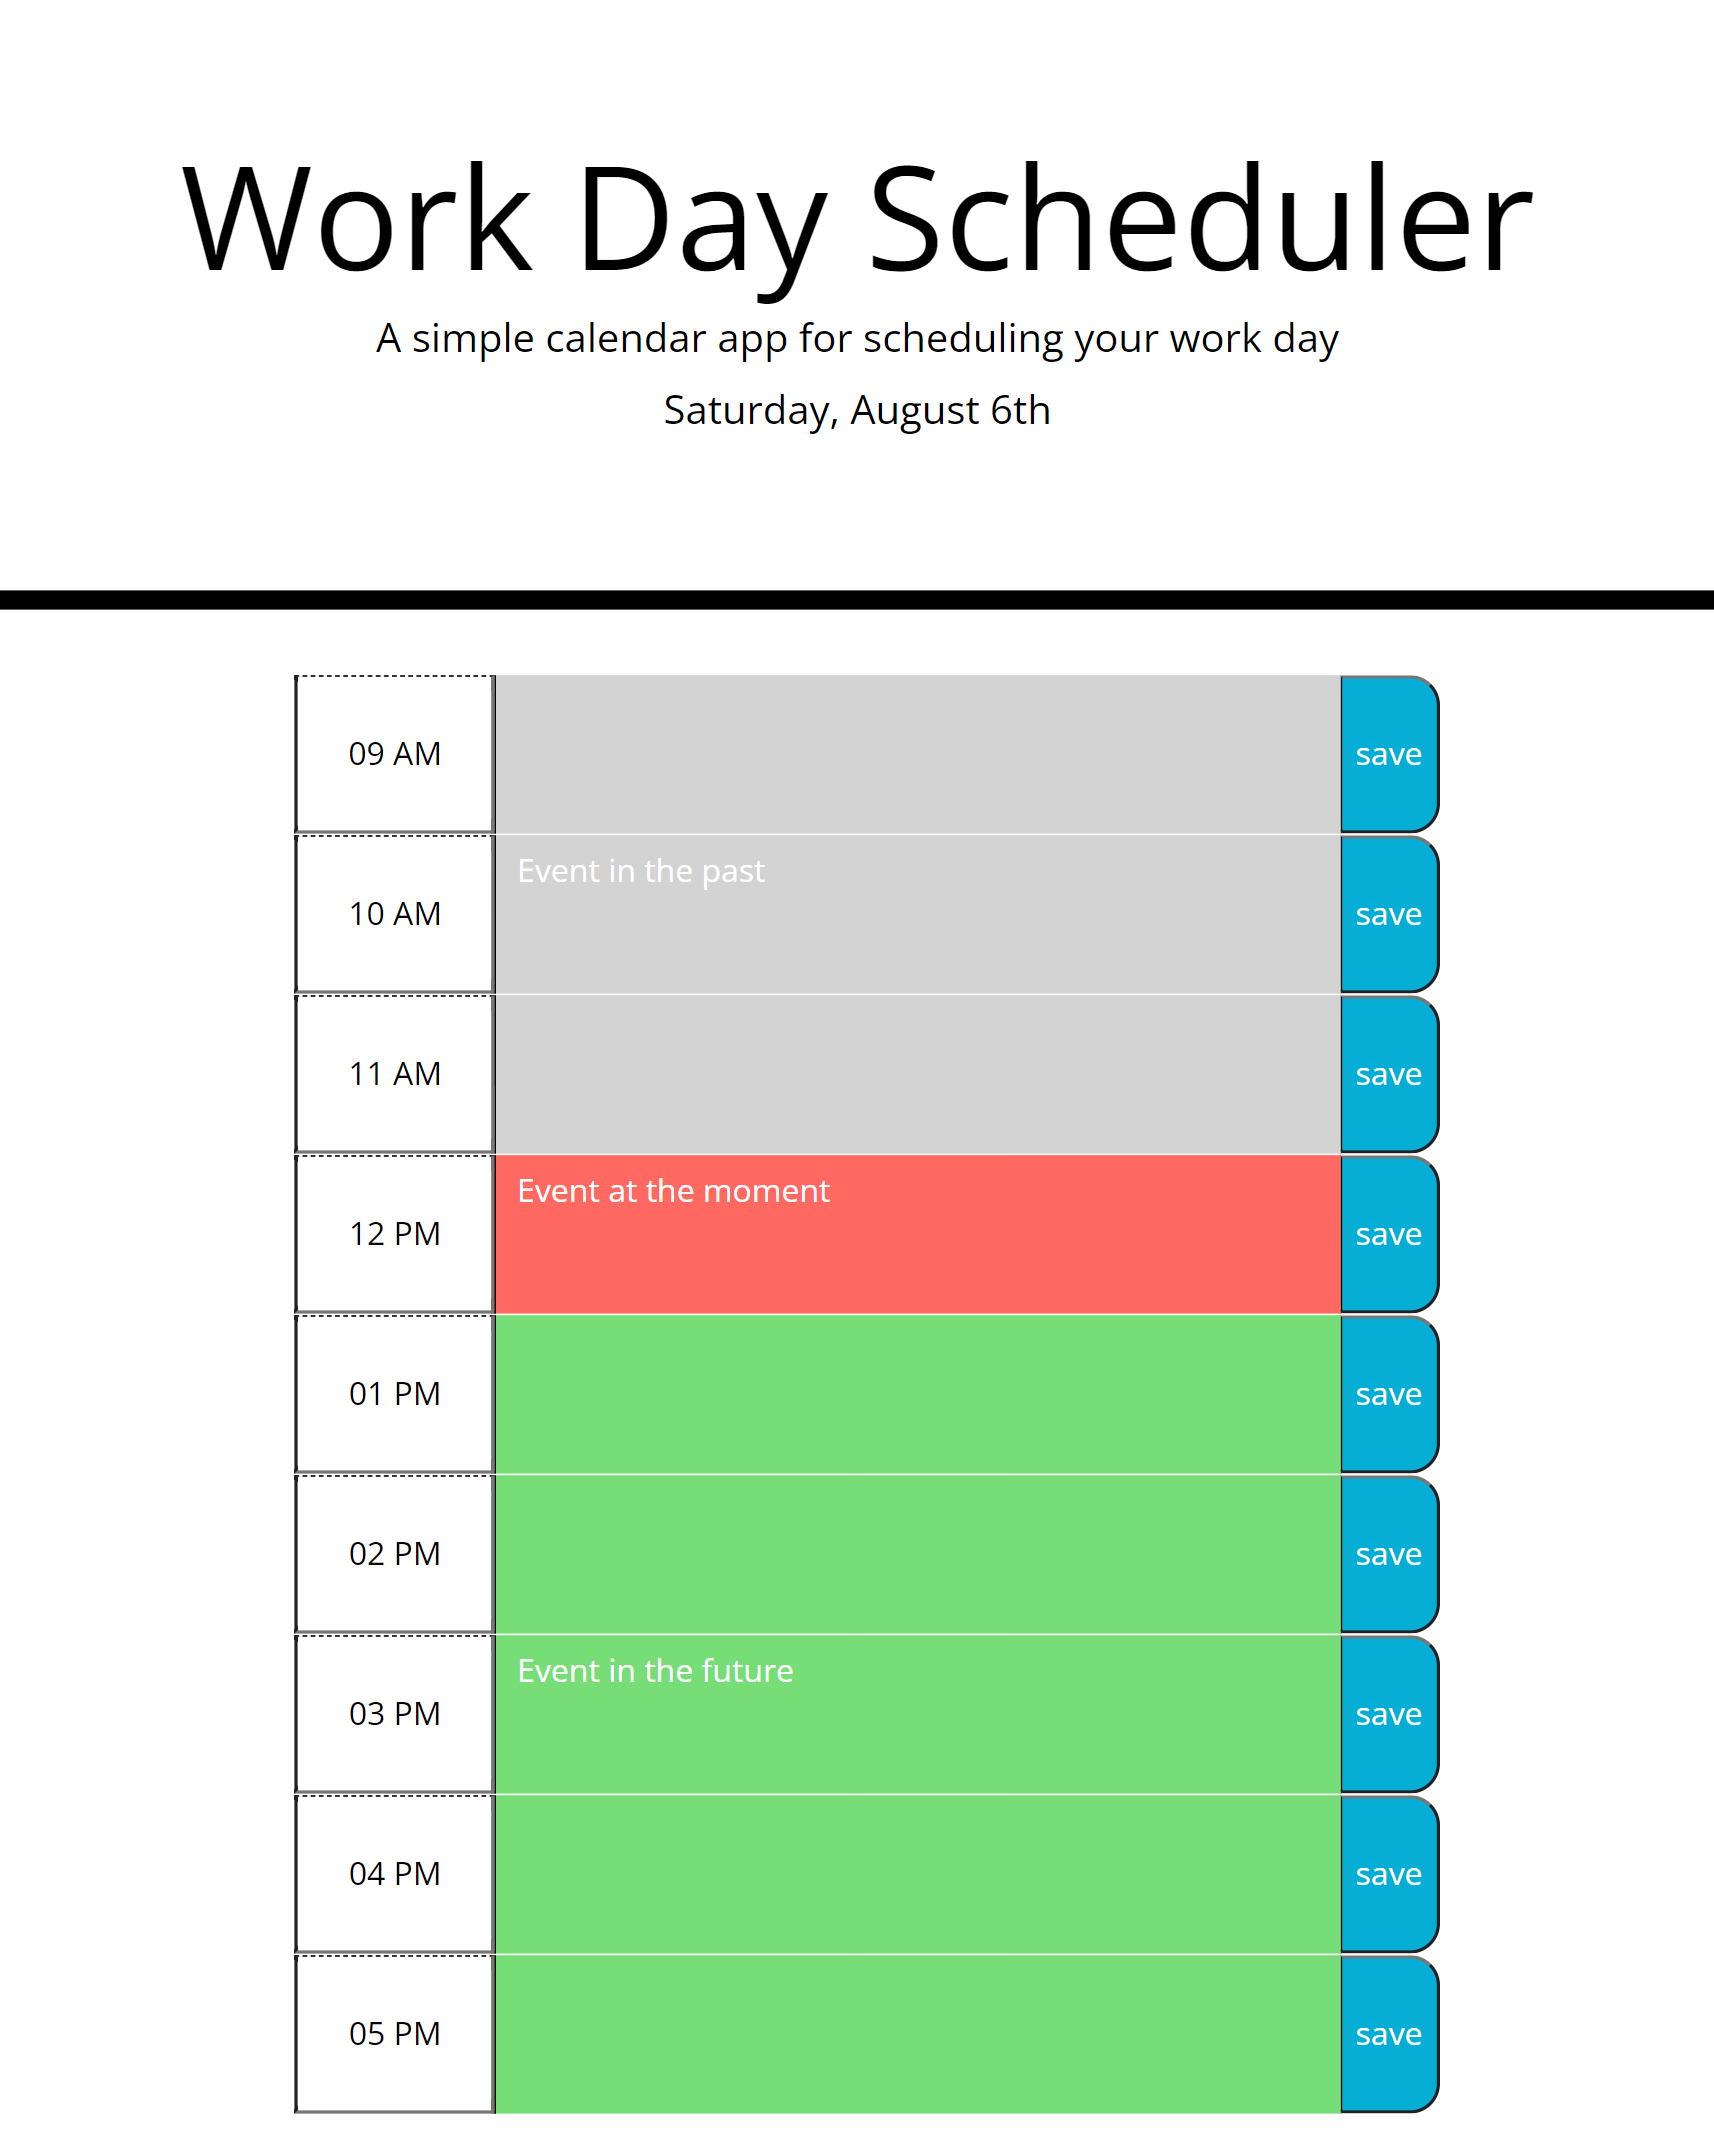 Work Day Scheduler
A simple calendar app for scheduling your work day
Saturday, August 6th
09 AM save
10 AM Event in the past save
11 AM save
12 PM Event at the moment save
01 PM save
02 PM save
03 PM Event in the future save
04 PM save
05 PM save